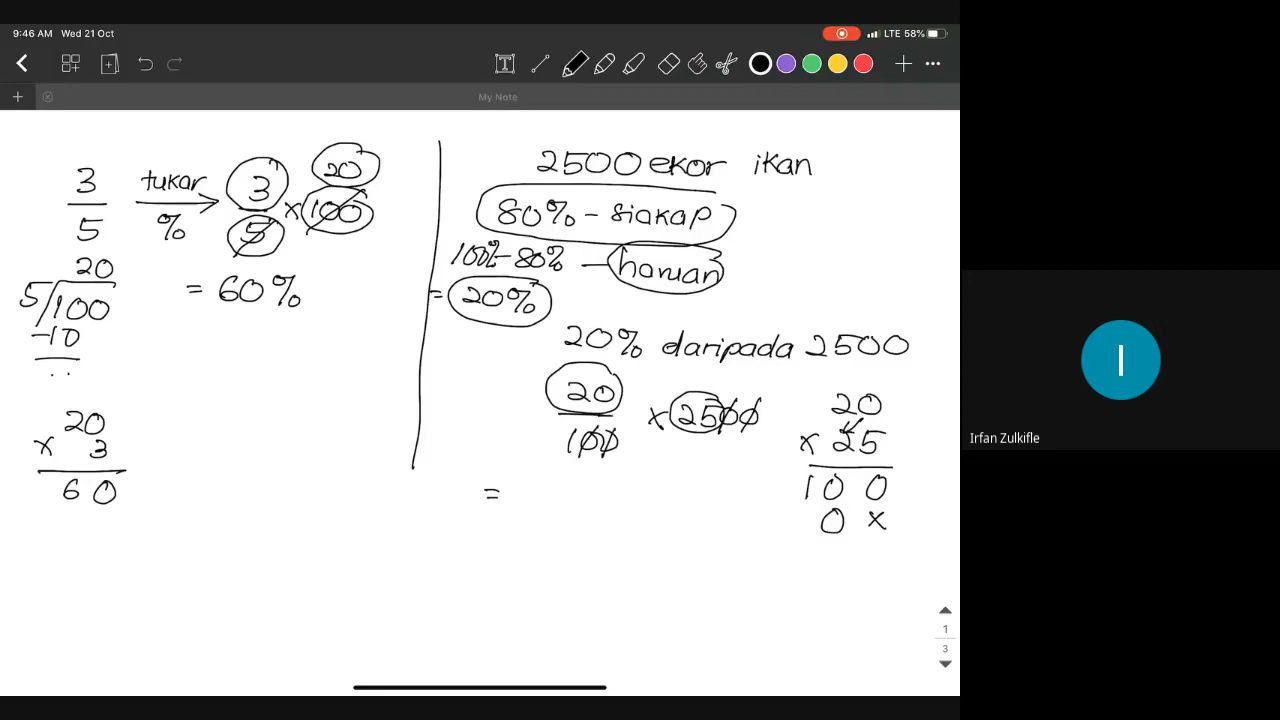 9:46 AM Wed 21 Oct
LTE 58%
My Note
3/5 tukar % → 3/5 × 100 20
= 60%
20
5/100
-10
..
20
× 3
60
2500 ekor ikan
80% - siakap
100% - 80% - haruan
= 20%
20% daripada 2500
20/100 × 2500
=
20
× 25
100
0 ×
1
3
I
Irfan Zulkifle